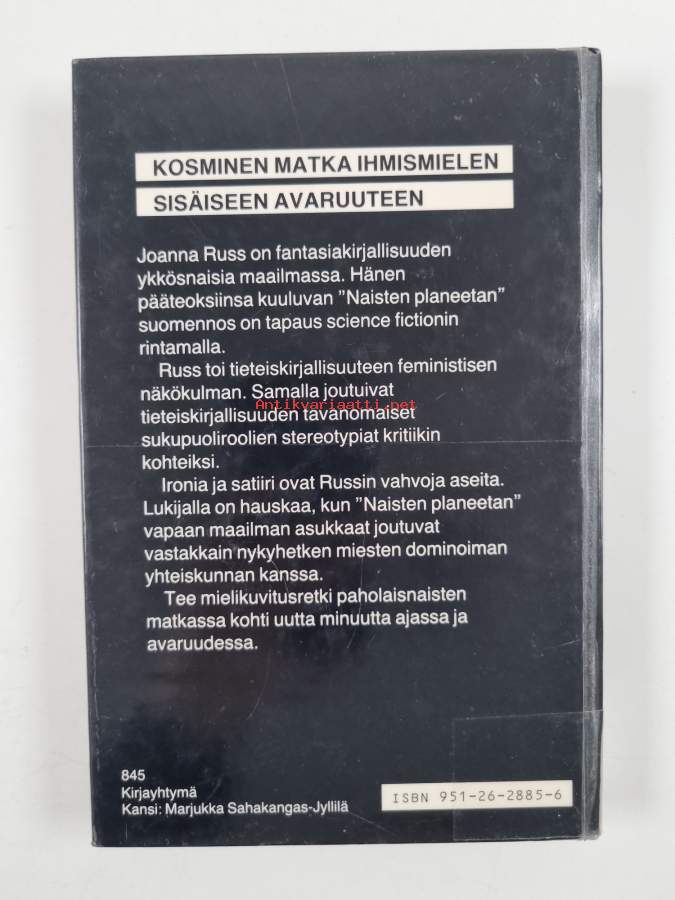 KOSMINEN MATKA IHMISMIELEN
SISÄISEEN AVARUUTEEN
Joanna Russ on fantasiakirjallisuuden
ykkösnaisia maailmassa. Hänen
pääteoksiinsa kuuluvan ”Naisten planeetan”
suomennos on tapaus science fictionin
rintamalla.
Russ toi tieteiskirjallisuuteen feministisen
näkökulman. Samalla joutuivat
Antikvariaatti.net
tieteiskirjallisuuden tavanomaiset
sukupuoliroolien stereotypiat kritiikin
kohteiksi.
Ironia ja satiiri ovat Russin vahvoja aseita.
Lukijalla on hauskaa, kun ”Naisten planeetan”
vapaan maailman asukkaat joutuvat
vastakkain nykyhetken miesten dominoiman
yhteiskunnan kanssa.
Tee mielikuvitusretki paholaisnaisten
matkassa kohti uutta minuutta ajassa ja
avaruudessa.
845
Kirjayhtymä
Kansi: Marjukka Sahakangas-Jyllilä
ISBN 951-26-2885-6